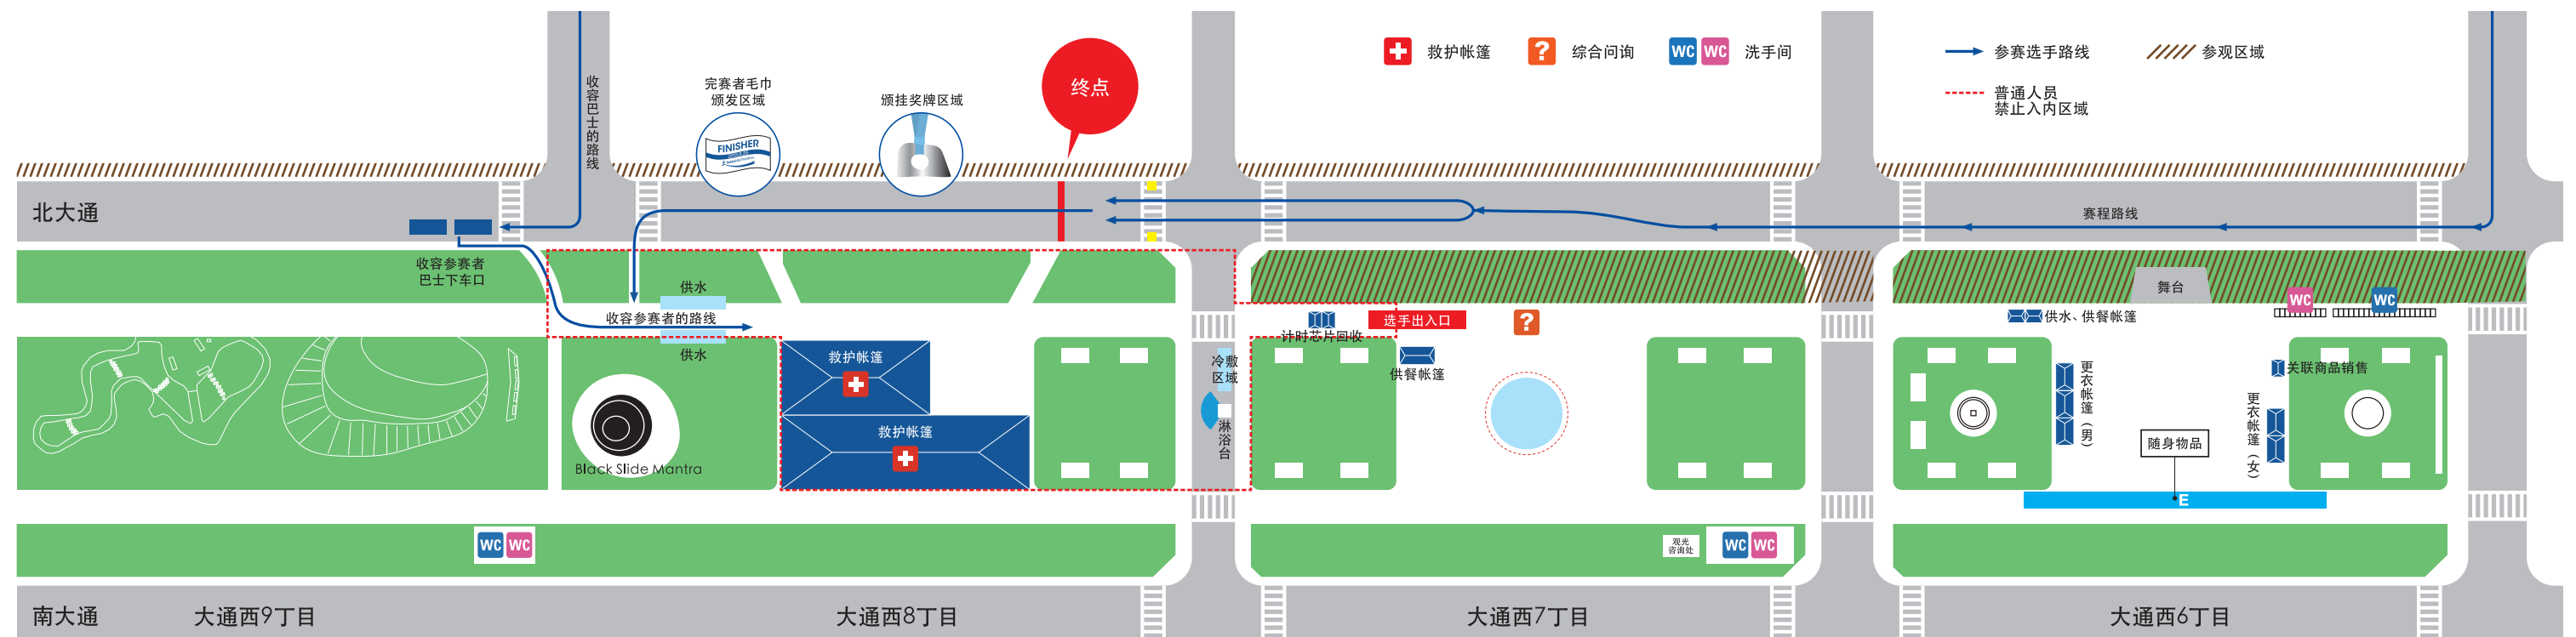 救护帐篷
综合问询
WC WC
洗手间
参赛选手路线
参观区域
普通人员
禁止入内区域
收容巴士的路线
完赛者毛巾
颁发区域
FINISHER
颁挂奖牌区域
终点
北大通
赛程路线
收容参赛者
巴士下车口
供水
收容参赛者的路线
供水
舞台
WC
WC
计时芯片回收
选手出入口
供水、供餐帐篷
救护帐篷
冷敷
区域
供餐帐篷
更衣帐篷（男）
关联商品销售
更衣帐篷（女）
救护帐篷
淋浴台
随身物品
Black Slide Mantra
E
WC WC
观光
咨询处
WC WC
南大通
大通西9丁目
大通西8丁目
大通西7丁目
大通西6丁目